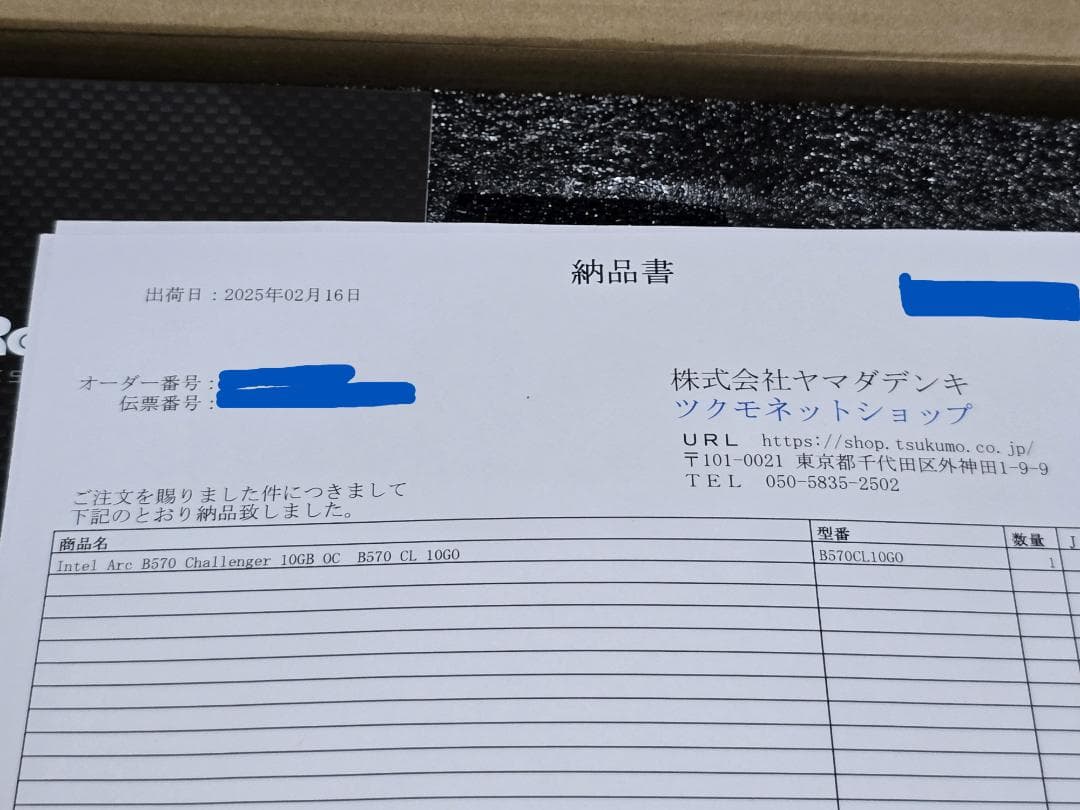 納品書
出荷日：2025年02月16日
オーダー番号：
伝票番号：
株式会社ヤマダデンキ
ツクモネットショップ
ＵＲＬ https://shop.tsukumo.co.jp/
〒101-0021 東京都千代田区外神田1-9-9
ＴＥＬ 050-5835-2502
ご注文を賜りました件につきまして
下記のとおり納品致しました。
商品名 型番 数量 J
Intel Arc B570 Challenger 10GB OC B570 CL 10GO B570CL10GO 1